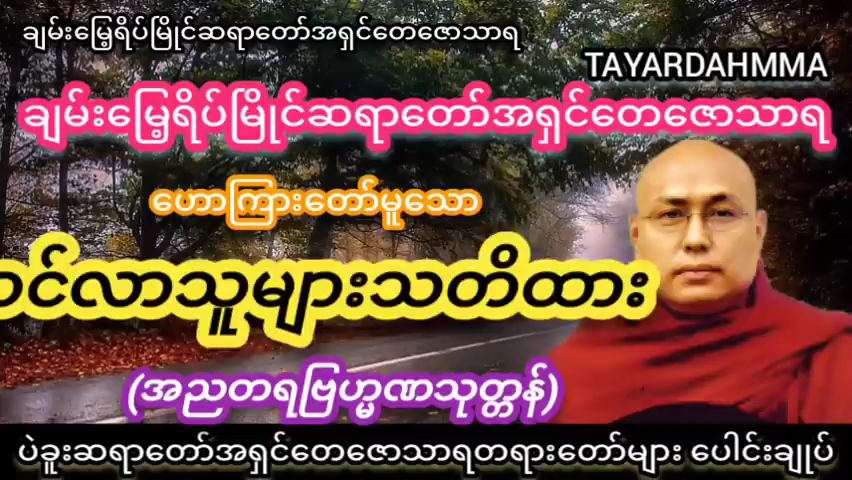 ချမ်းမြေ့ရိပ်မြိုင်ဆရာတော်အရှင်တေဇောသာရ
TAYARDAHMMA
ချမ်းမြေ့ရိပ်မြိုင်ဆရာတော်အရှင်တေဇောသာရ
ဟောကြားတော်မူသော
င်လာသူများသတိထား
(အညတရဗြဟ္မဏသုတ္တန်)
ပဲခူးဆရာတော်အရှင်တေဇောသာရတရားတော်များ ပေါင်းချုပ်